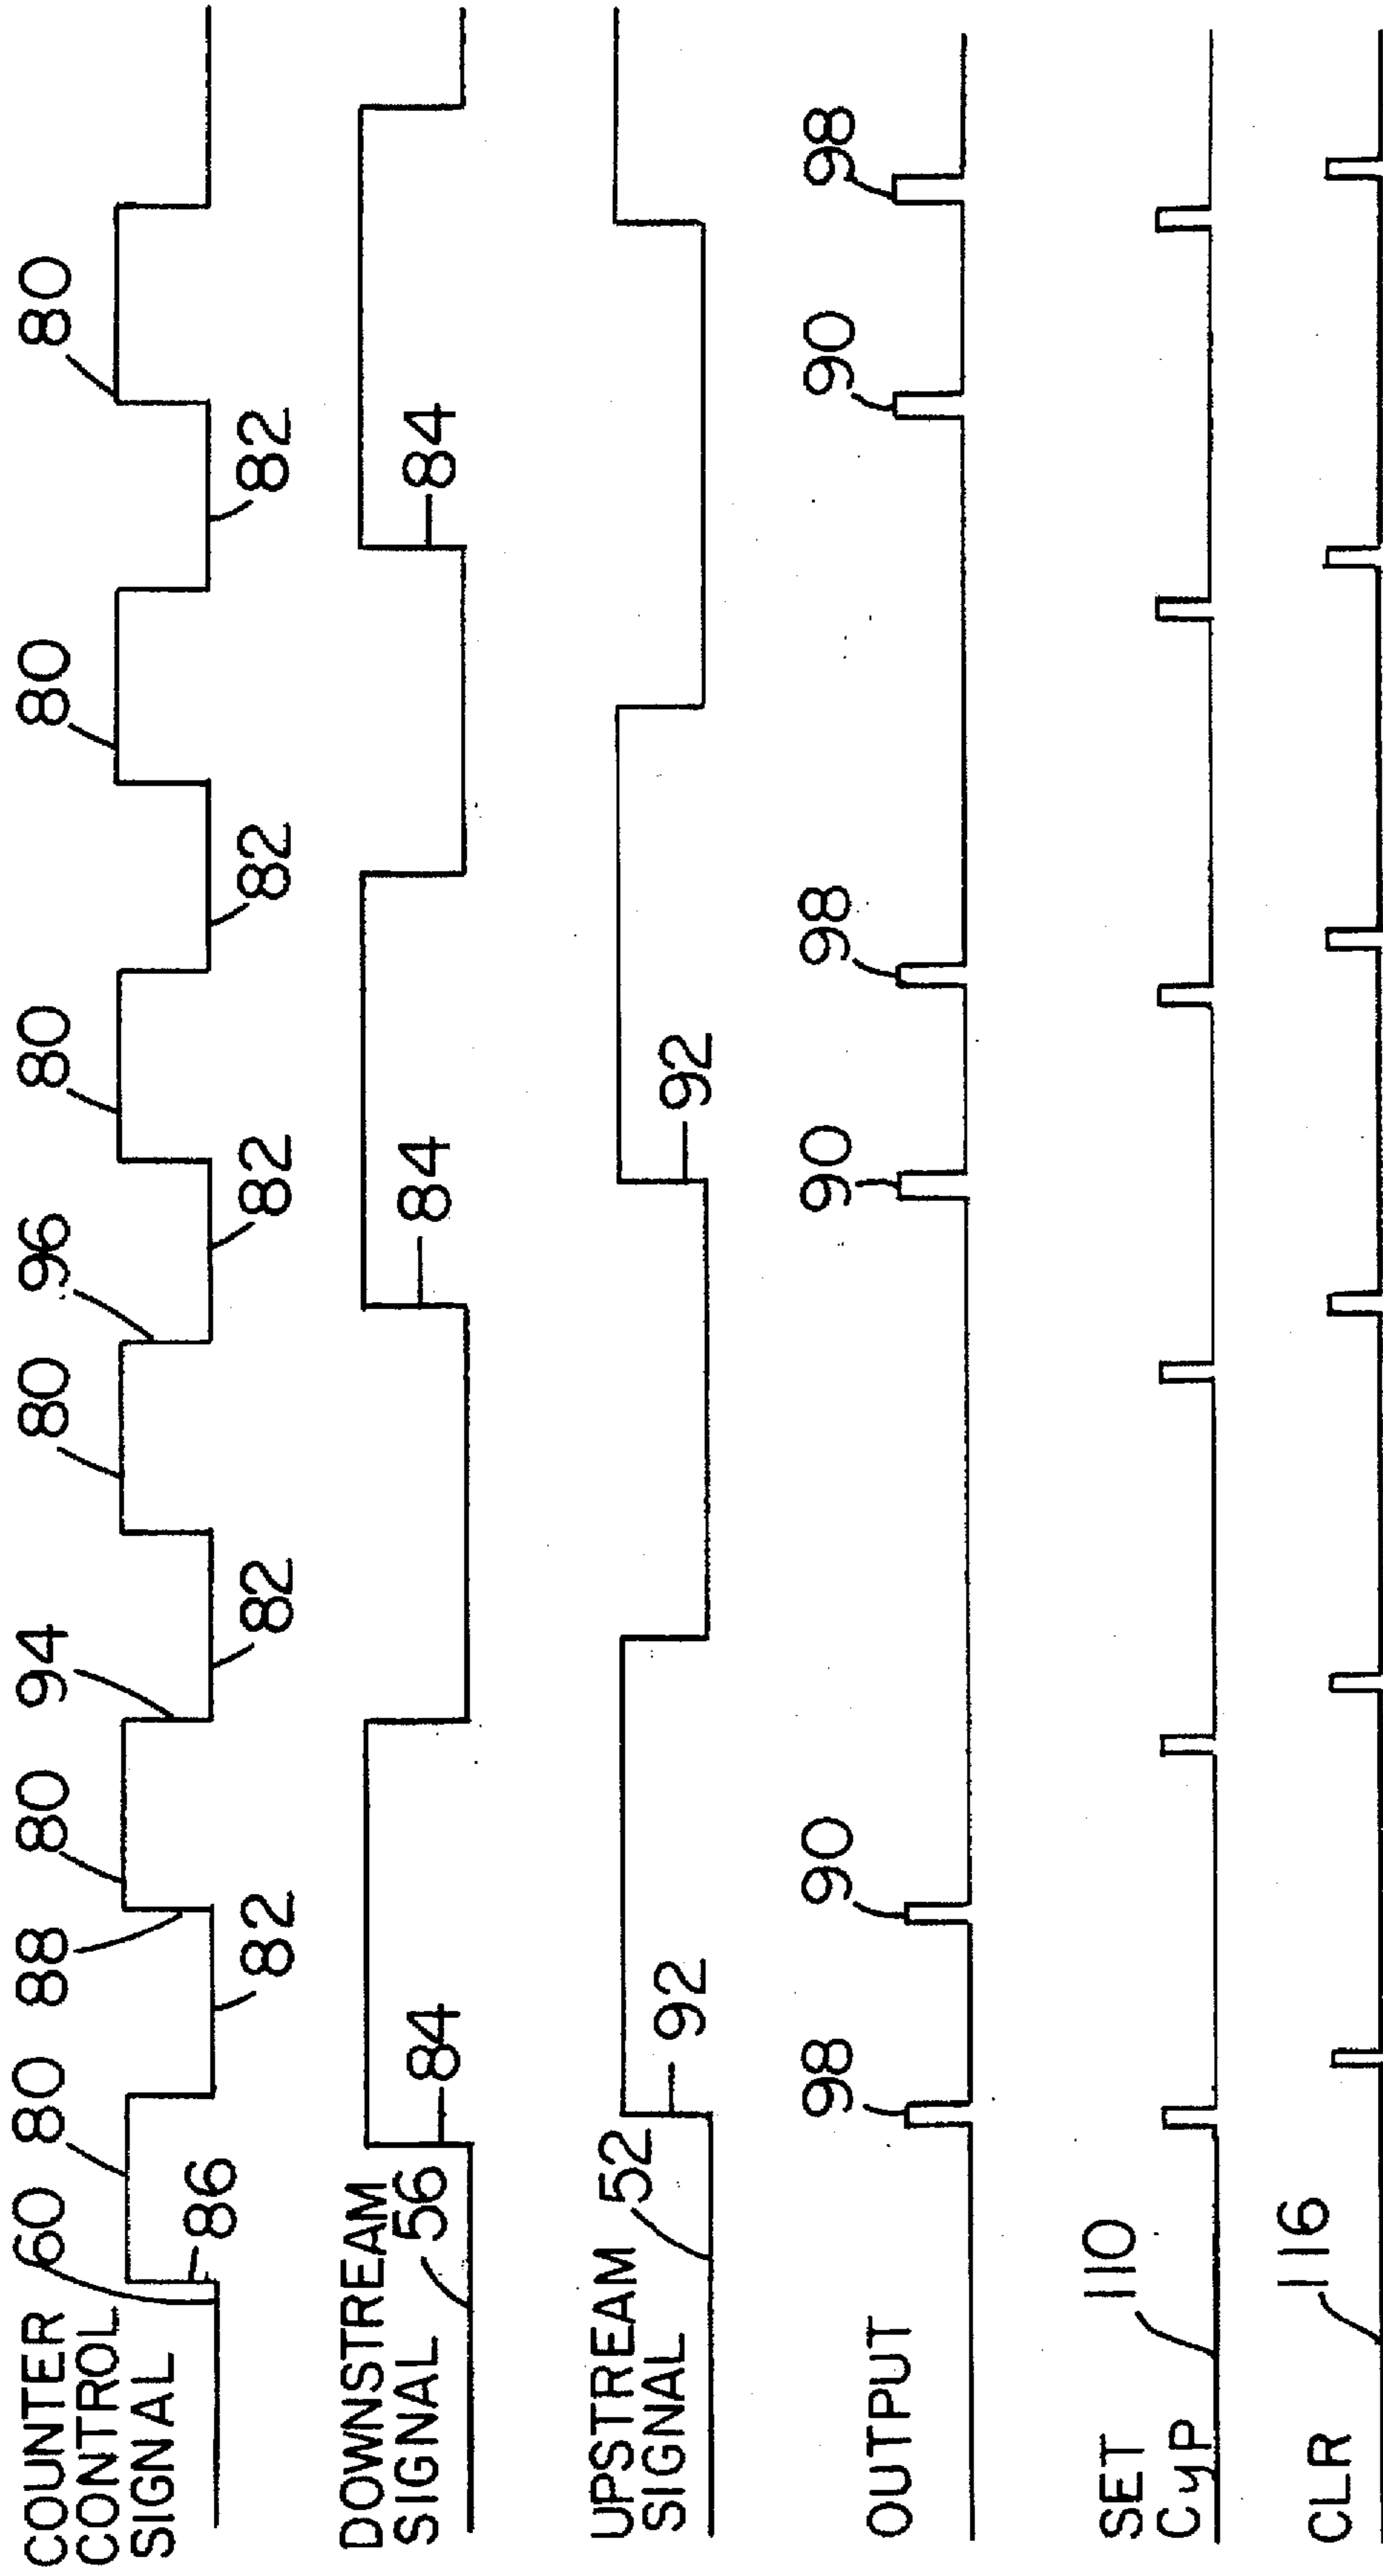 COUNTER 60 80 88 80 94 80 96 80 80 80
CONTROL
SIGNAL 86
82 82 82 82 82
DOWNSTREAM
SIGNAL 56 84 84 84
UPSTREAM 52
SIGNAL 92 92
98 90 90 98 90 98
OUTPUT
SET 110
CyP
CLR 116